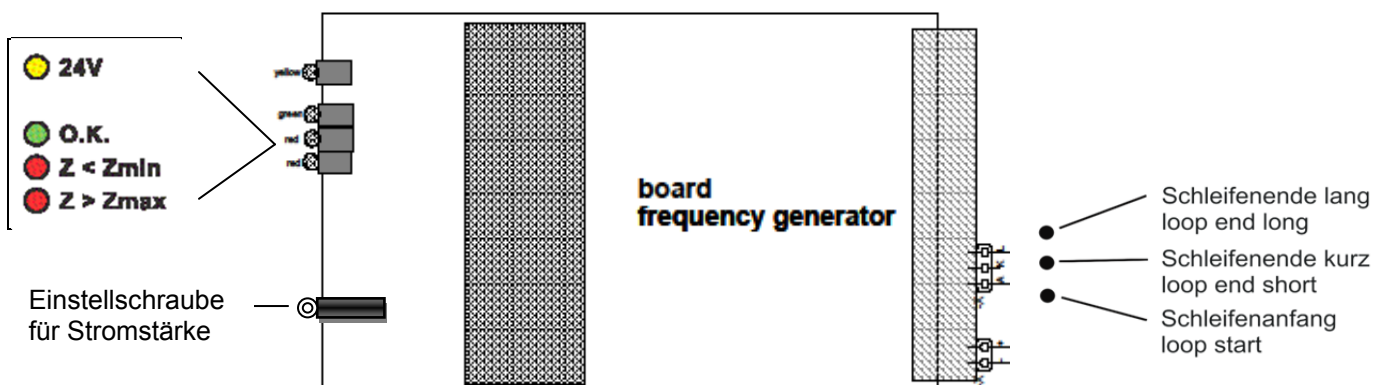 24V
O.K.
Z < Zmin
Z > Zmax
yellow
green
red
red
Einstellschraube
für Stromstärke
board
frequency generator
Schleifenende lang
loop end long
Schleifenende kurz
loop end short
Schleifenanfang
loop start